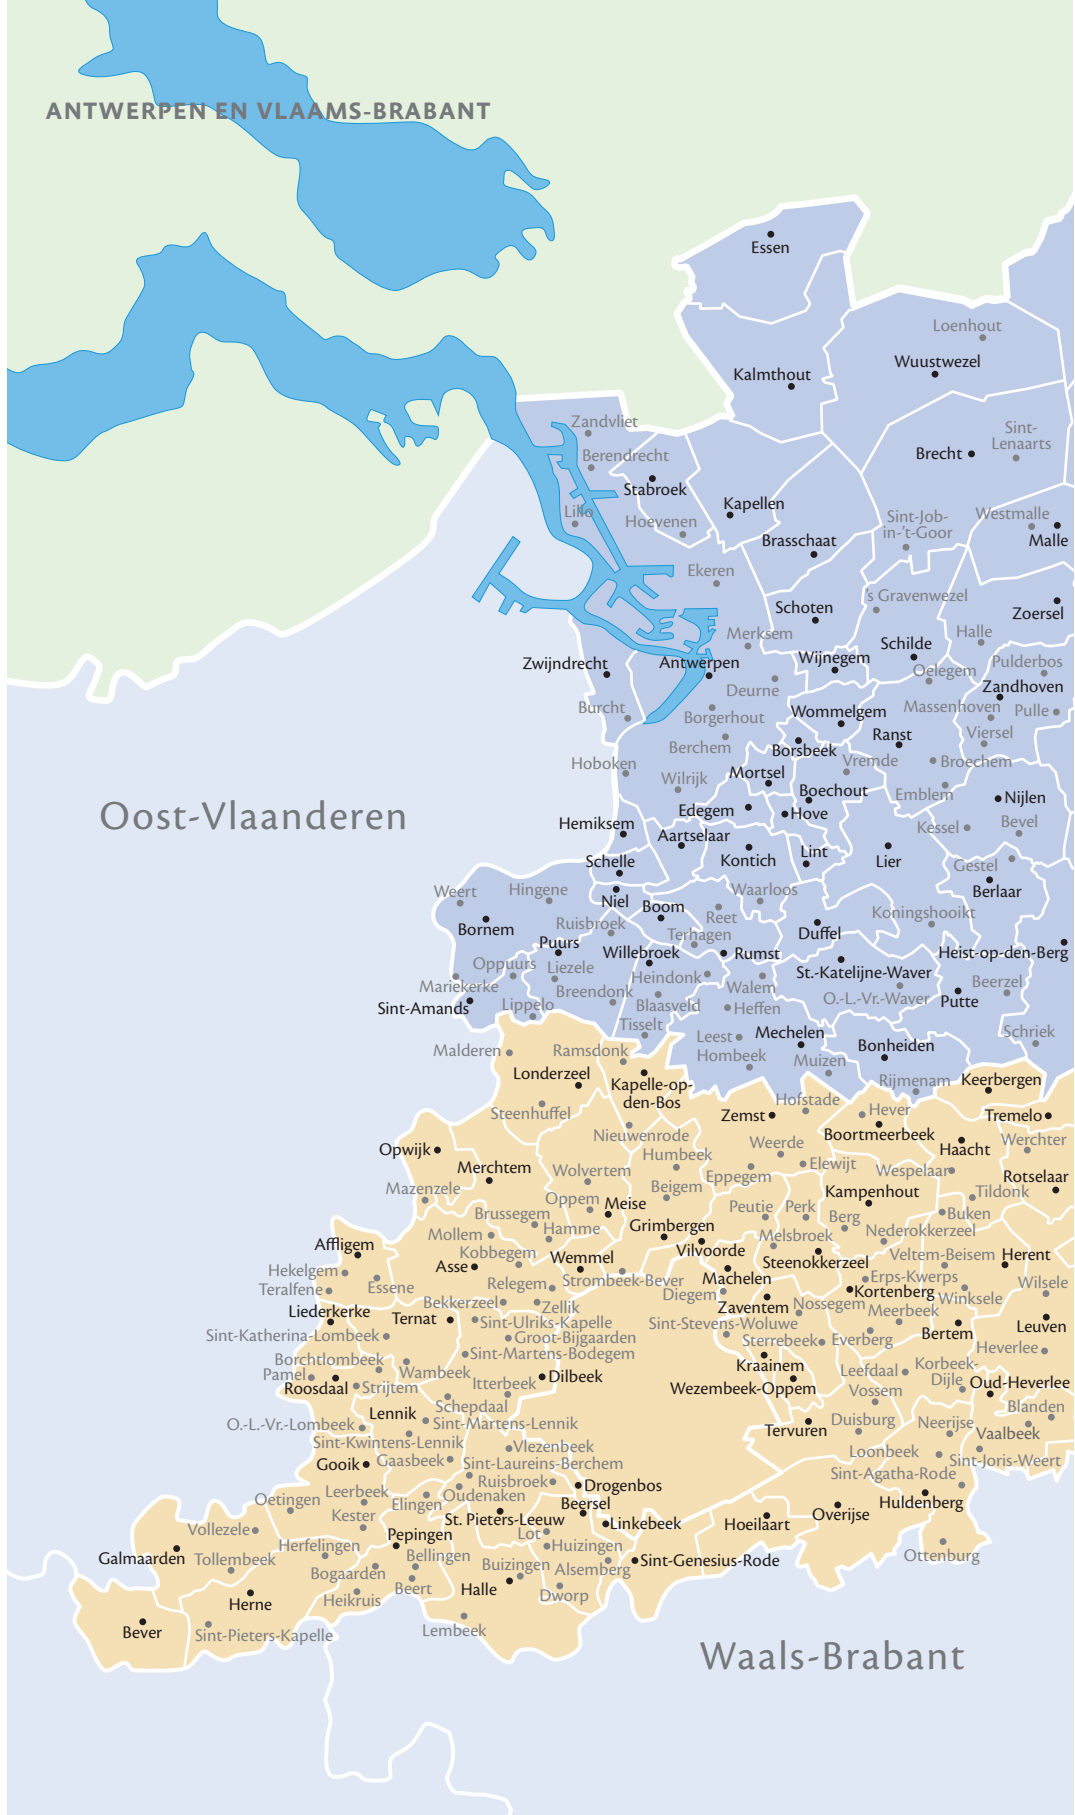 ANTWERPEN EN VLAAMS-BRABANT
Essen
Loenhout
Wuustwezel
Kalmthout
Zandvliet
Sint-
Lenaarts
Berendrecht
Brecht
Stabroek
Kapellen
Lillo
Hoevenen
Sint-Job-
in-'t-Goor
Westmalle
Malle
Brasschaat
Ekeren
's Gravenwezel
Schoten
Zoersel
Merksem
Halle
Schilde
Zwijndrecht
Antwerpen
Wijnegem
Oelegem
Pulderbos
Deurne
Zandhoven
Burcht
Borgerhout
Wommelgem
Massenhoven
Pulle
Ranst
Viersel
Berchem
Borsbeek
Hoboken
Vremde
Broechem
Wilrijk
Mortsel
Boechout
Emblem
Nijlen
Oost-Vlaanderen
Edegem
Hove
Hemiksem
Kessel
Bevel
Aartselaar
Schelle
Kontich
Lint
Lier
Gestel
Weert
Hingene
Waarloos
Berlaar
Niel
Boom
Reet
Koningshooikt
Bornem
Ruisbroek
Terhagen
Duffel
Puurs
Willebroek
Rumst
Heist-op-den-Berg
Oppuurs
Liezele
Heindonk
St.-Katelijne-Waver
Mariekerke
Breendonk
Walem
Beerzel
Sint-Amands
Lippelo
Blaasveld
Heffen
O.-L.-Vr.-Waver
Putte
Tisselt
Leest
Mechelen
Schriek
Malderen
Ramsdonk
Hombeek
Muizen
Bonheiden
Londerzeel
Kapelle-op-
den-Bos
Rijmenam
Keerbergen
Steenhuffel
Zemst
Hofstade
Hever
Tremelo
Nieuwenrode
Boortmeerbeek
Opwijk
Humbeek
Weerde
Haacht
Werchter
Merchtem
Wolvertem
Eppegem
Elewijt
Wespelaar
Rotselaar
Mazenzele
Oppem
Beigem
Kampenhout
Tildonk
Brussegem
Meise
Peutie
Perk
Berg
Buken
Mollem
Hamme
Grimbergen
Melsbroek
Nederokkerzeel
Affligem
Kobbegem
Vilvoorde
Steenokkerzeel
Veltem-Beisem
Herent
Hekelgem
Asse
Wemmel
Machelen
Erps-Kwerps
Teralfene
Essene
Relegem
Strombeek-Bever
Diegem
Kortenberg
Winksele
Wilsele
Liederkerke
Bekkerzeel
Zellik
Zaventem
Nossegem
Meerbeek
Ternat
Sint-Ulriks-Kapelle
Sint-Stevens-Woluwe
Bertem
Leuven
Sint-Katherina-Lombeek
Groot-Bijgaarden
Sterrebeek
Everberg
Heverlee
Borchtlombeek
Sint-Martens-Bodegem
Kraainem
Leefdaal
Korbeek-
Dijle
Pamel
Wambeek
Dilbeek
Wezembeek-Oppem
Oud-Heverlee
Roosdaal
Strijtem
Itterbeek
Vossem
Schepdaal
Blanden
Lennik
O.-L.-Vr.-Lombeek
Sint-Martens-Lennik
Tervuren
Duisburg
Neerijse
Vaalbeek
Sint-Kwintens-Lennik
Vlezenbeek
Loonbeek
Gooik
Gaasbeek
Sint-Laureins-Berchem
Sint-Joris-Weert
Sint-Agatha-Rode
Ruisbroek
Drogenbos
Oetingen
Leerbeek
Elingen
Oudenaken
Beersel
Huldenberg
Kester
St. Pieters-Leeuw
Linkebeek
Overijse
Vollezele
Pepingen
Lot
Hoeilaart
Herfelingen
Huizingen
Galmaarden
Tollembeek
Bellingen
Sint-Genesius-Rode
Ottenburg
Bogaarden
Buizingen
Alsemberg
Beert
Halle
Dworp
Herne
Heikruis
Bever
Sint-Pieters-Kapelle
Lembeek
Waals-Brabant